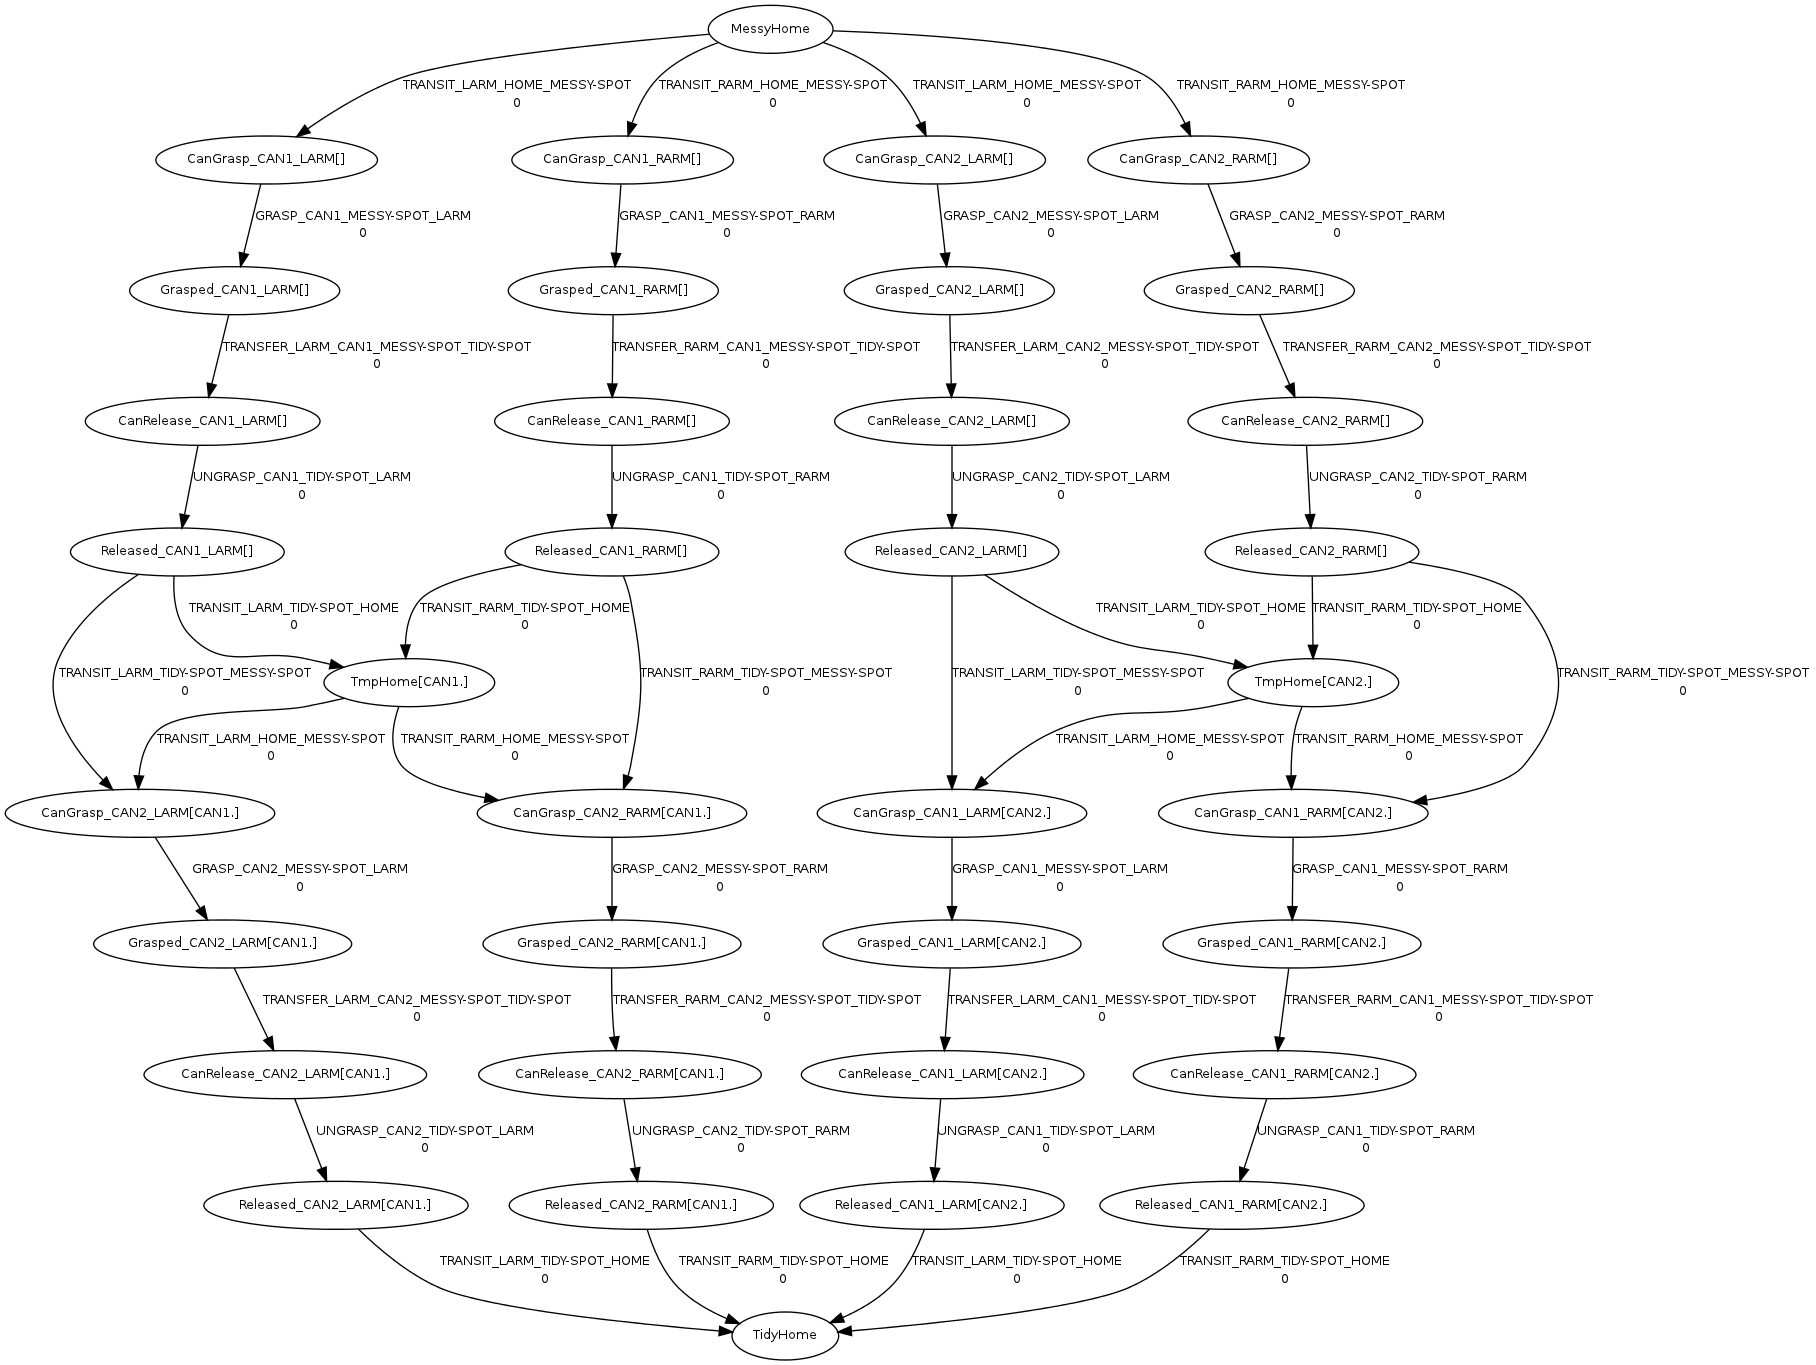 MessyHome
TRANSIT_LARM_HOME_MESSY-SPOT
0
TRANSIT_RARM_HOME_MESSY-SPOT
0
TRANSIT_LARM_HOME_MESSY-SPOT
0
TRANSIT_RARM_HOME_MESSY-SPOT
0
CanGrasp_CAN1_LARM[]
CanGrasp_CAN1_RARM[]
CanGrasp_CAN2_LARM[]
CanGrasp_CAN2_RARM[]
GRASP_CAN1_MESSY-SPOT_LARM
0
GRASP_CAN1_MESSY-SPOT_RARM
0
GRASP_CAN2_MESSY-SPOT_LARM
0
GRASP_CAN2_MESSY-SPOT_RARM
0
Grasped_CAN1_LARM[]
Grasped_CAN1_RARM[]
Grasped_CAN2_LARM[]
Grasped_CAN2_RARM[]
TRANSFER_LARM_CAN1_MESSY-SPOT_TIDY-SPOT
0
TRANSFER_RARM_CAN1_MESSY-SPOT_TIDY-SPOT
0
TRANSFER_LARM_CAN2_MESSY-SPOT_TIDY-SPOT
0
TRANSFER_RARM_CAN2_MESSY-SPOT_TIDY-SPOT
0
CanRelease_CAN1_LARM[]
CanRelease_CAN1_RARM[]
CanRelease_CAN2_LARM[]
CanRelease_CAN2_RARM[]
UNGRASP_CAN1_TIDY-SPOT_LARM
0
UNGRASP_CAN1_TIDY-SPOT_RARM
0
UNGRASP_CAN2_TIDY-SPOT_LARM
0
UNGRASP_CAN2_TIDY-SPOT_RARM
0
Released_CAN1_LARM[]
Released_CAN1_RARM[]
Released_CAN2_LARM[]
Released_CAN2_RARM[]
TRANSIT_LARM_TIDY-SPOT_HOME
0
TRANSIT_RARM_TIDY-SPOT_HOME
0
TRANSIT_LARM_TIDY-SPOT_HOME
0
TRANSIT_RARM_TIDY-SPOT_HOME
0
TRANSIT_LARM_TIDY-SPOT_MESSY-SPOT
0
TmpHome[CAN1.]
TRANSIT_RARM_TIDY-SPOT_MESSY-SPOT
0
TRANSIT_LARM_TIDY-SPOT_MESSY-SPOT
0
TmpHome[CAN2.]
TRANSIT_RARM_TIDY-SPOT_MESSY-SPOT
0
TRANSIT_LARM_HOME_MESSY-SPOT
0
TRANSIT_RARM_HOME_MESSY-SPOT
0
TRANSIT_LARM_HOME_MESSY-SPOT
0
TRANSIT_RARM_HOME_MESSY-SPOT
0
CanGrasp_CAN2_LARM[CAN1.]
CanGrasp_CAN2_RARM[CAN1.]
CanGrasp_CAN1_LARM[CAN2.]
CanGrasp_CAN1_RARM[CAN2.]
GRASP_CAN2_MESSY-SPOT_LARM
0
GRASP_CAN2_MESSY-SPOT_RARM
0
GRASP_CAN1_MESSY-SPOT_LARM
0
GRASP_CAN1_MESSY-SPOT_RARM
0
Grasped_CAN2_LARM[CAN1.]
Grasped_CAN2_RARM[CAN1.]
Grasped_CAN1_LARM[CAN2.]
Grasped_CAN1_RARM[CAN2.]
TRANSFER_LARM_CAN2_MESSY-SPOT_TIDY-SPOT
0
TRANSFER_RARM_CAN2_MESSY-SPOT_TIDY-SPOT
0
TRANSFER_LARM_CAN1_MESSY-SPOT_TIDY-SPOT
0
TRANSFER_RARM_CAN1_MESSY-SPOT_TIDY-SPOT
0
CanRelease_CAN2_LARM[CAN1.]
CanRelease_CAN2_RARM[CAN1.]
CanRelease_CAN1_LARM[CAN2.]
CanRelease_CAN1_RARM[CAN2.]
UNGRASP_CAN2_TIDY-SPOT_LARM
0
UNGRASP_CAN2_TIDY-SPOT_RARM
0
UNGRASP_CAN1_TIDY-SPOT_LARM
0
UNGRASP_CAN1_TIDY-SPOT_RARM
0
Released_CAN2_LARM[CAN1.]
Released_CAN2_RARM[CAN1.]
Released_CAN1_LARM[CAN2.]
Released_CAN1_RARM[CAN2.]
TRANSIT_LARM_TIDY-SPOT_HOME
0
TRANSIT_RARM_TIDY-SPOT_HOME
0
TRANSIT_LARM_TIDY-SPOT_HOME
0
TRANSIT_RARM_TIDY-SPOT_HOME
0
TidyHome